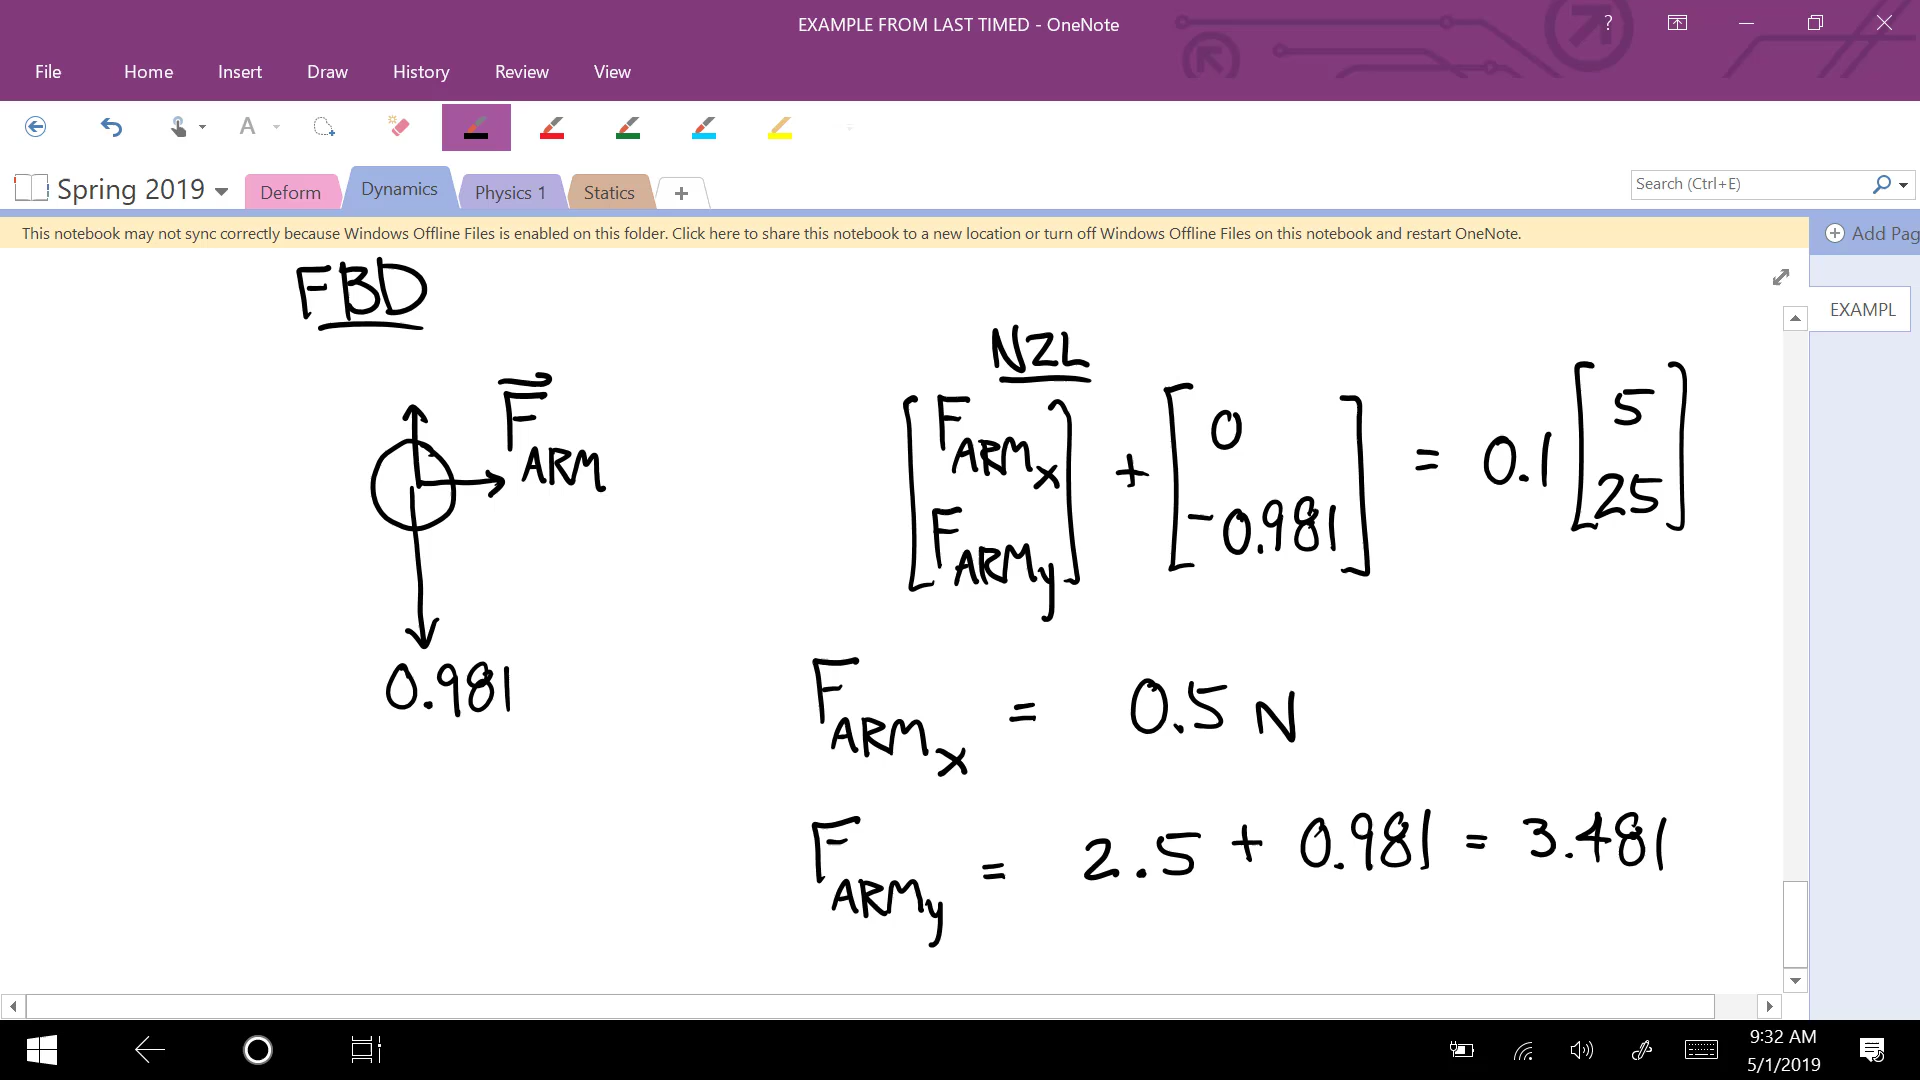 EXAMPLE FROM LAST TIMED - OneNote
?
File Home Insert Draw History Review View
A
Spring 2019 Deform Dynamics Physics 1 Statics +
Search (Ctrl+E)
This notebook may not sync correctly because Windows Offline Files is enabled on this folder. Click here to share this notebook to a new location or turn off Windows Offline Files on this notebook and restart OneNote.
Add Pag
EXAMPL
FBD
F ARM
0.981
N2L
[F ARM x F ARM y] + [0 -0.981] = 0.1 [5 25]
F ARM x = 0.5 N
F ARM y = 2.5 + 0.981 = 3.481
9:32 AM
5/1/2019